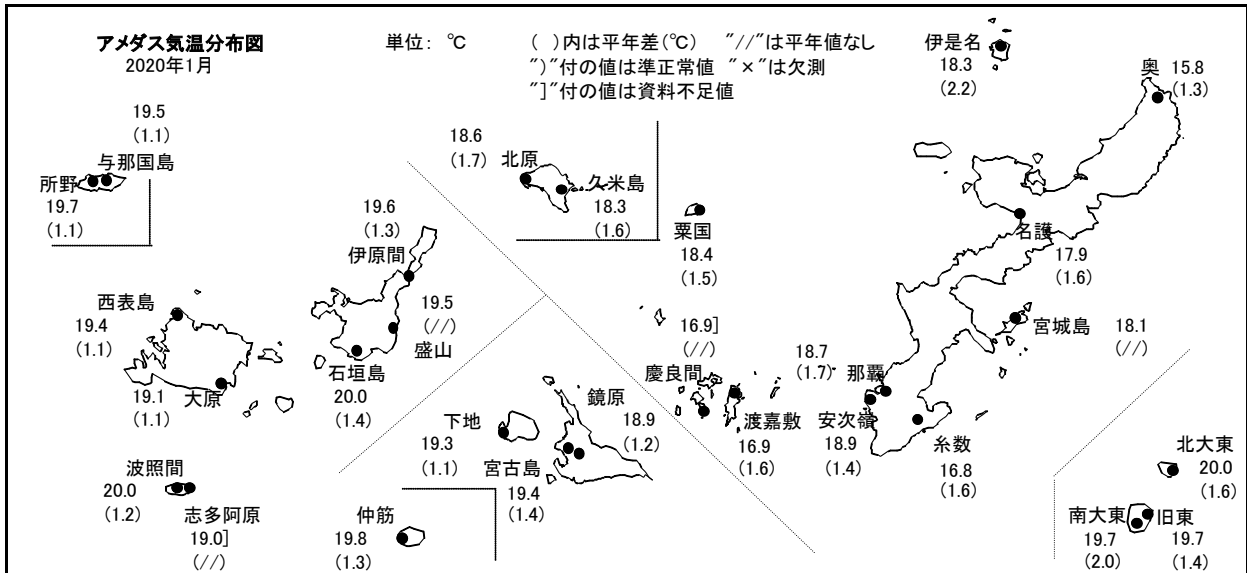 アメダス気温分布図
2020年1月
単位： ℃
（ ）内は平年差（℃） "//"は平年値なし
"）"付の値は準正常値 "×"は欠測
"］"付の値は資料不足値
伊是名
18.3
(2.2)
奥
15.8
(1.3)
19.5
(1.1)
与那国島
所野
19.7
(1.1)
18.6
(1.7)
北原
久米島
18.3
(1.6)
粟国
18.4
(1.5)
名護
17.9
(1.6)
19.6
(1.3)
伊原間
19.5
(//)
盛山
西表島
19.4
(1.1)
19.1
(1.1)
大原
石垣島
20.0
(1.4)
16.9]
(//)
慶良間
渡嘉敷
16.9
(1.6)
宮城島
18.1
(//)
18.7
(1.7)
那覇
安次嶺
18.9
(1.4)
糸数
16.8
(1.6)
下地
19.3
(1.1)
鏡原
18.9
(1.2)
宮古島
19.4
(1.4)
波照間
20.0
(1.2)
志多阿原
19.0]
(//)
仲筋
19.8
(1.3)
北大東
20.0
(1.6)
南大東
19.7
(2.0)
旧東
19.7
(1.4)